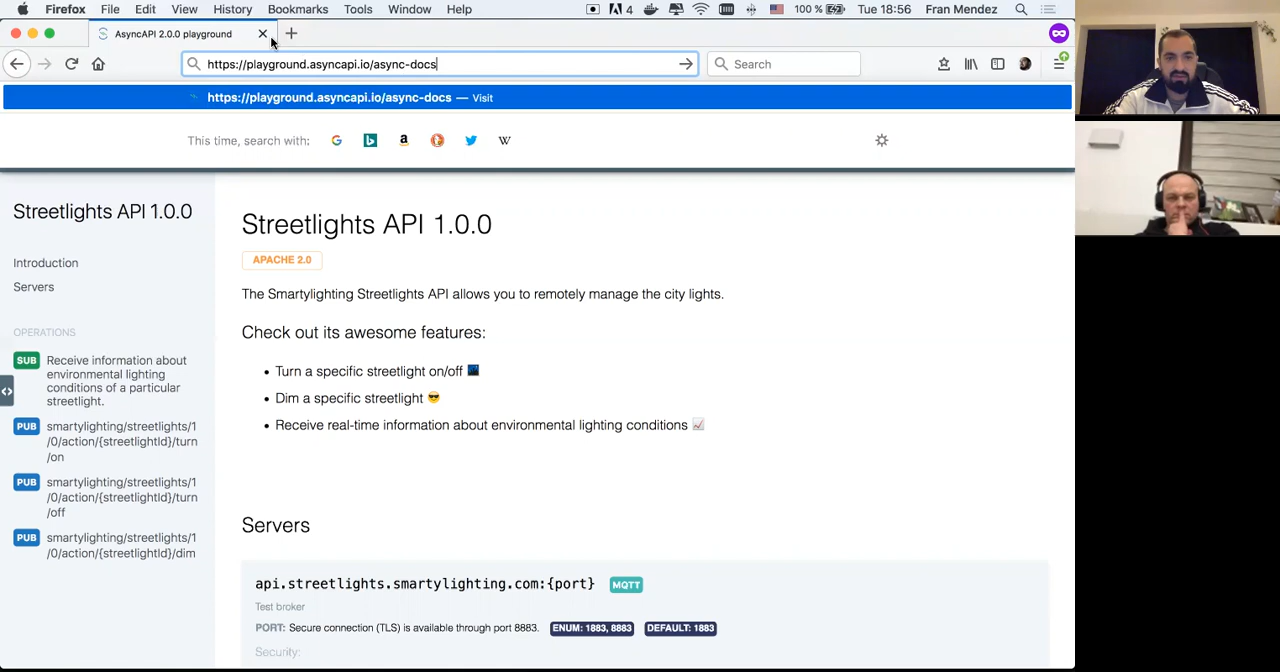 Firefox File Edit View History Bookmarks Tools Window Help 4 100 % Tue 18:56 Fran Mendez
AsyncAPI 2.0.0 playground
https://playground.asyncapi.io/async-docs
Search
https://playground.asyncapi.io/async-docs — Visit
This time, search with:
Streetlights API 1.0.0
Introduction
Servers
OPERATIONS
SUB Receive information about
environmental lighting
conditions of a particular
streetlight.
PUB smartylighting/streetlights/1
/0/action/{streetlightId}/turn
/on
PUB smartylighting/streetlights/1
/0/action/{streetlightId}/turn
/off
PUB smartylighting/streetlights/1
/0/action/{streetlightId}/dim
Streetlights API 1.0.0
APACHE 2.0
The Smartylighting Streetlights API allows you to remotely manage the city lights.
Check out its awesome features:
• Turn a specific streetlight on/off 🌃
• Dim a specific streetlight 😎
• Receive real-time information about environmental lighting conditions 📈
Servers
api.streetlights.smartylighting.com:{port} MQTT
Test broker
PORT: Secure connection (TLS) is available through port 8883. ENUM: 1883, 8883 DEFAULT: 1883
Security: